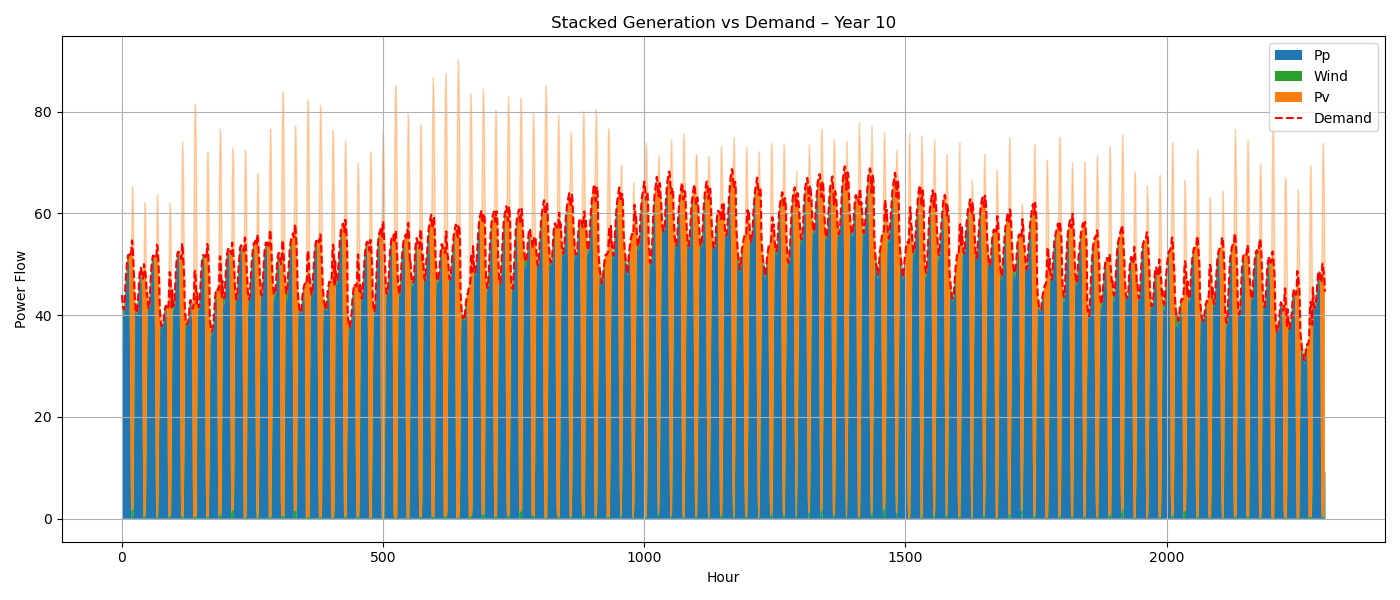 Stacked Generation vs Demand – Year 10
Pp
Wind
Pv
Demand
Power Flow
80
60
40
20
0
0 500 1000 1500 2000
Hour